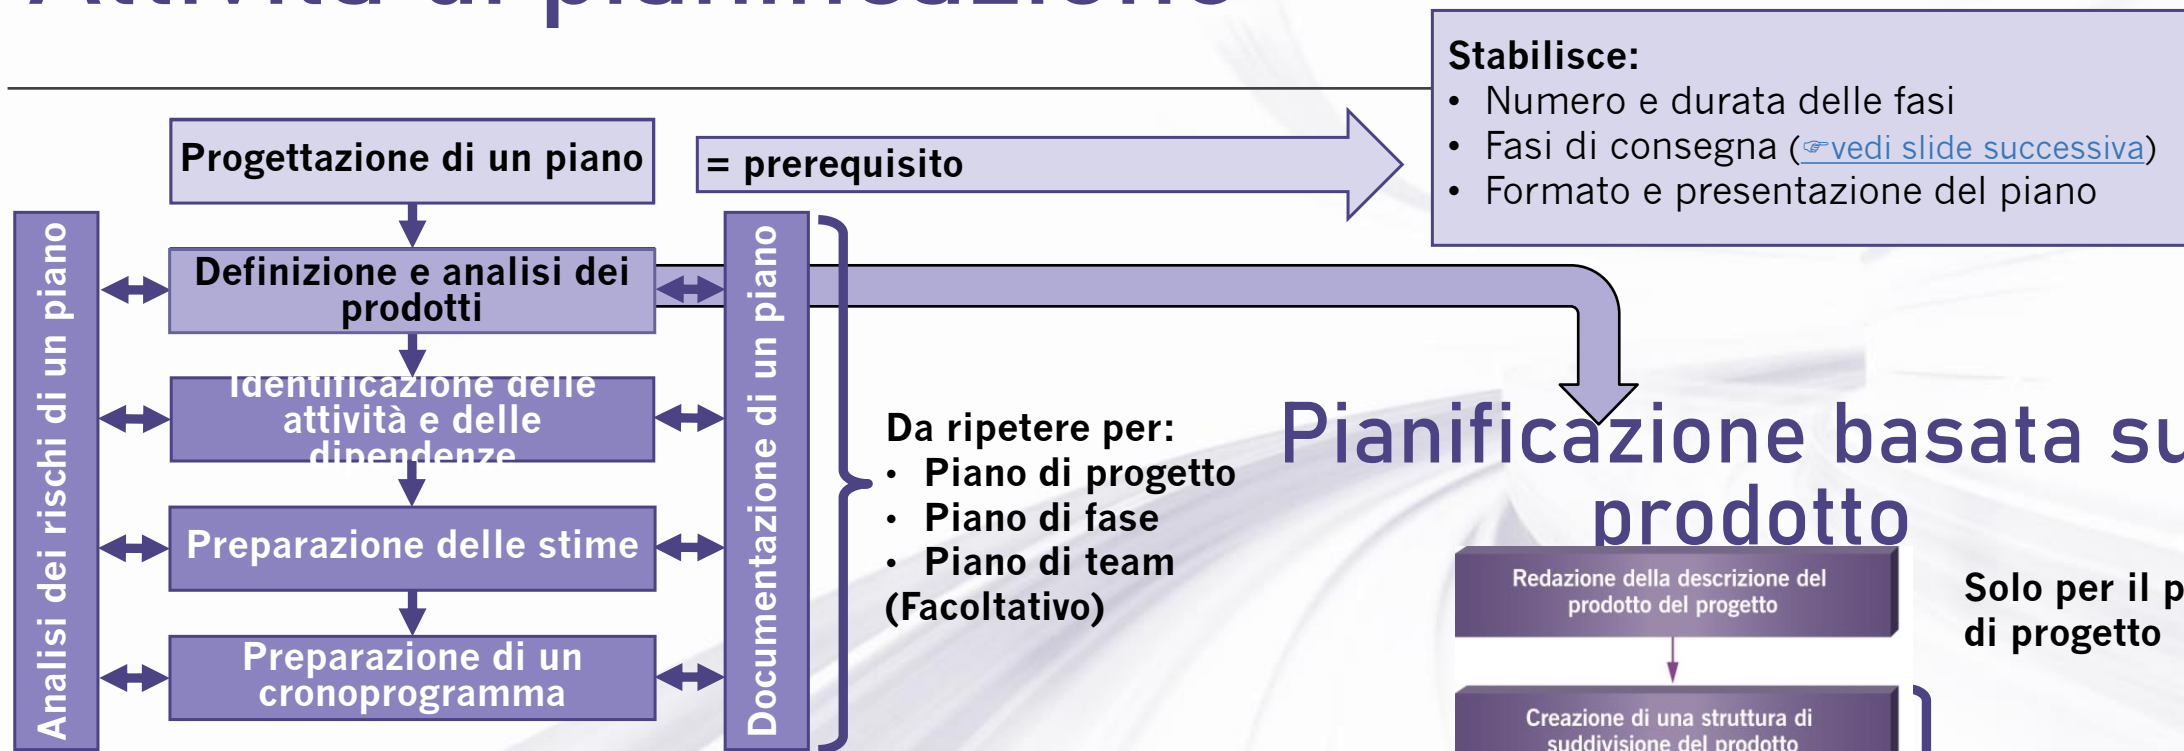 Attività di pianificazione
Stabilisce:
• Numero e durata delle fasi
• Fasi di consegna (☞vedi slide successiva)
• Formato e presentazione del piano
Progettazione di un piano
= prerequisito
Analisi dei rischi di un piano
Definizione e analisi dei
prodotti
Identificazione delle
attività e delle
dipendenze
Preparazione delle stime
Preparazione di un
cronoprogramma
Documentazione di un piano
Da ripetere per:
• Piano di progetto
• Piano di fase
• Piano di team
(Facoltativo)
Pianificazione basata su
prodotto
Redazione della descrizione del
prodotto del progetto
Solo per il p
di progetto
Creazione di una struttura di
suddivisione del prodotto